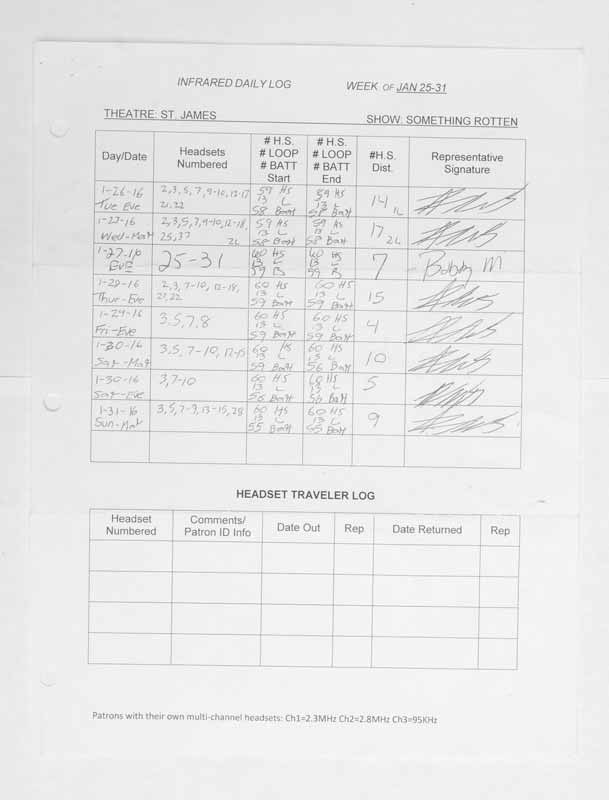 INFRARED DAILY LOG WEEK OF JAN 25-31
THEATRE: ST. JAMES SHOW: SOMETHING ROTTEN
Day/Date Headsets Numbered # H.S. # LOOP # BATT Start # H.S. # LOOP # BATT End #H.S. Dist. Representative Signature
1-26-16 2,3,5,7,9-10,12-17 59 HS 59 HS 14
Tue Eve 21,22 13 L 13 L 1L
58 Batt 58 Batt
1-27-16 2,3,5,7,9-10,12-18, 59 HS 59 HS 17
Wed-Mat 25,37 2L 13 L 13 L 2L
58 Batt 58 Batt
1-27-16 25-31 60 HS 60 HS 7 Bobby M
EVE 13 L 13 L
59 B 59 B
1-28-16 2,3,7-10,12-18, 60 HS 60 HS 15
Thur-Eve 21,22 13 L 13 L
59 Batt 59 Batt
1-29-16 3,5,7,8 60 HS 60 HS 4
Fri-Eve 13 L 13 L
59 Batt 59 Batt
1-30-16 3,5,7-10,12-15 60 HS 60 HS 10
Sat-Mat 13 L 13 L
59 Batt 56 Batt
1-30-16 3,7-10 60 HS 60 HS 5
Sat-Eve 13 L 13 L
56 Batt 56 Batt
1-31-16 3,5,7-9,13-15,28 60 HS 60 HS 9
Sun-Mat 13 L 13 L
55 Batt 55 Batt
HEADSET TRAVELER LOG
Headset Numbered Comments/ Patron ID Info Date Out Rep Date Returned Rep
Patrons with their own multi-channel headsets: Ch1=2.3MHz Ch2=2.8MHz Ch3=95KHz